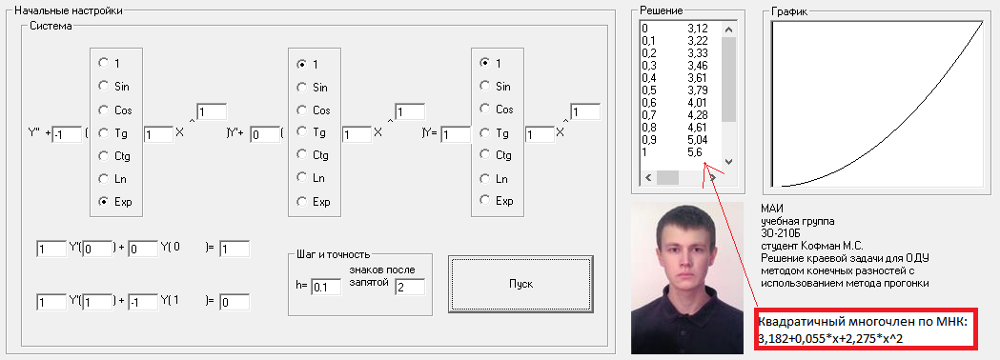 Начальные настройки
Система
1
Sin
Cos
Tg
Ctg
Ln
Exp
1
Sin
Cos
Tg
Ctg
Ln
Exp
1
Sin
Cos
Tg
Ctg
Ln
Exp
Y'' + -1 ( 1 X ^ 1 )Y'+ 0 ( 1 X ^ 1 )Y= 1 1 X ^ 1
1 Y'( 0 ) + 0 Y( 0 )= 1
1 Y'( 1 ) + -1 Y( 1 )= 0
Шаг и точность
h= 0.1
знаков после
запятой 2
Пуск
Решение
0 3,12
0,1 3,22
0,2 3,33
0,3 3,46
0,4 3,61
0,5 3,79
0,6 4,01
0,7 4,28
0,8 4,61
0,9 5,04
1 5,6
График
МАИ
учебная группа
ЗО-210Б
студент Кофман М.С.
Решение краевой задачи для ОДУ
методом конечных разностей с
использованием метода прогонки
Квадратичный многочлен по МНК:
3,182+0,055*x+2,275*x^2